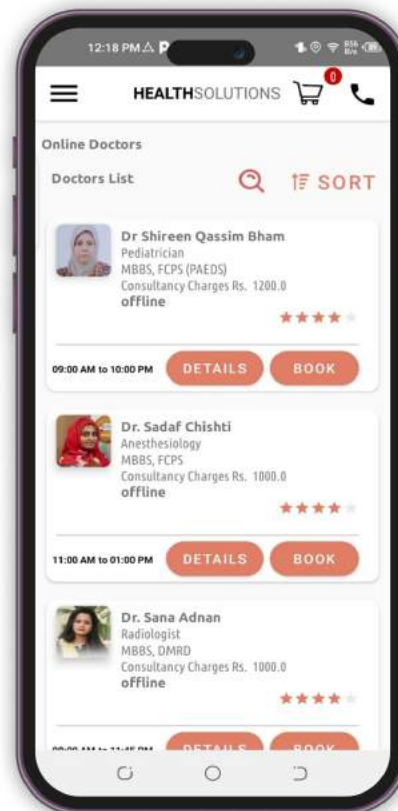 12:18 PM
HEALTHSOLUTIONS
0
Online Doctors
Doctors List
SORT
Dr Shireen Qassim Bham
Pediatrician
MBBS, FCPS (PAEDS)
Consultancy Charges Rs. 1200.0
offline
09:00 AM to 10:00 PM DETAILS BOOK
Dr. Sadaf Chishti
Anesthesiology
MBBS, FCPS
Consultancy Charges Rs. 1000.0
offline
11:00 AM to 01:00 PM DETAILS BOOK
Dr. Sana Adnan
Radiologist
MBBS, DMRD
Consultancy Charges Rs. 1000.0
offline
DETAILS BOOK